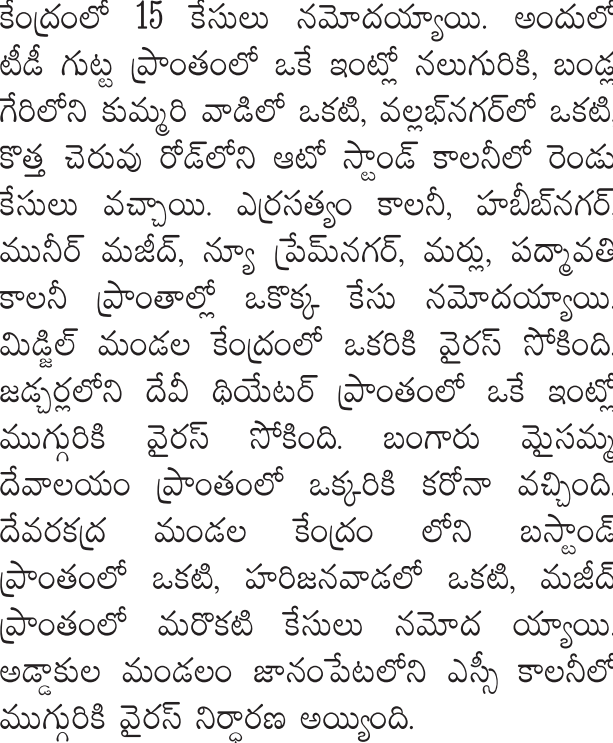 కేంద్రంలో 15 కేసులు నమోదయ్యాయి. అందులో
టీడీ గుట్ట ప్రాంతంలో ఒకే ఇంట్లో నలుగురికి, బండ్ల
గేరిలోని కుమ్మరి వాడిలో ఒకటి, వల్లభ్‌నగర్‌లో ఒకటి.
కొత్త చెరువు రోడ్‌లోని ఆటో స్టాండ్ కాలనీలో రెండు
కేసులు వచ్చాయి. ఎర్రసత్యం కాలనీ, హబీబ్‌నగర్.
మునీర్ మజీద్, న్యూ ప్రేమ్‌నగర్, మర్లు, పద్మావతి
కాలనీ ప్రాంతాల్లో ఒకొక్క కేసు నమోదయ్యాయి.
మిడ్జిల్ మండల కేంద్రంలో ఒకరికి వైరస్ సోకింది.
జడ్చర్లలోని దేవీ థియేటర్ ప్రాంతంలో ఒకే ఇంట్లో
ముగ్గురికి వైరస్ సోకింది. బంగారు మైసమ్మ
దేవాలయం ప్రాంతంలో ఒక్కరికి కరోనా వచ్చింది.
దేవరకద్ర మండల కేంద్రం లోని బస్టాండ్
ప్రాంతంలో ఒకటి, హరిజనవాడలో ఒకటి, మజీద్
ప్రాంతంలో మరొకటి కేసులు నమోద య్యాయి.
అడ్డాకుల మండలం జానంపేటలోని ఎస్సీ కాలనీలో
ముగ్గురికి వైరస్ నిర్ధారణ అయ్యింది.